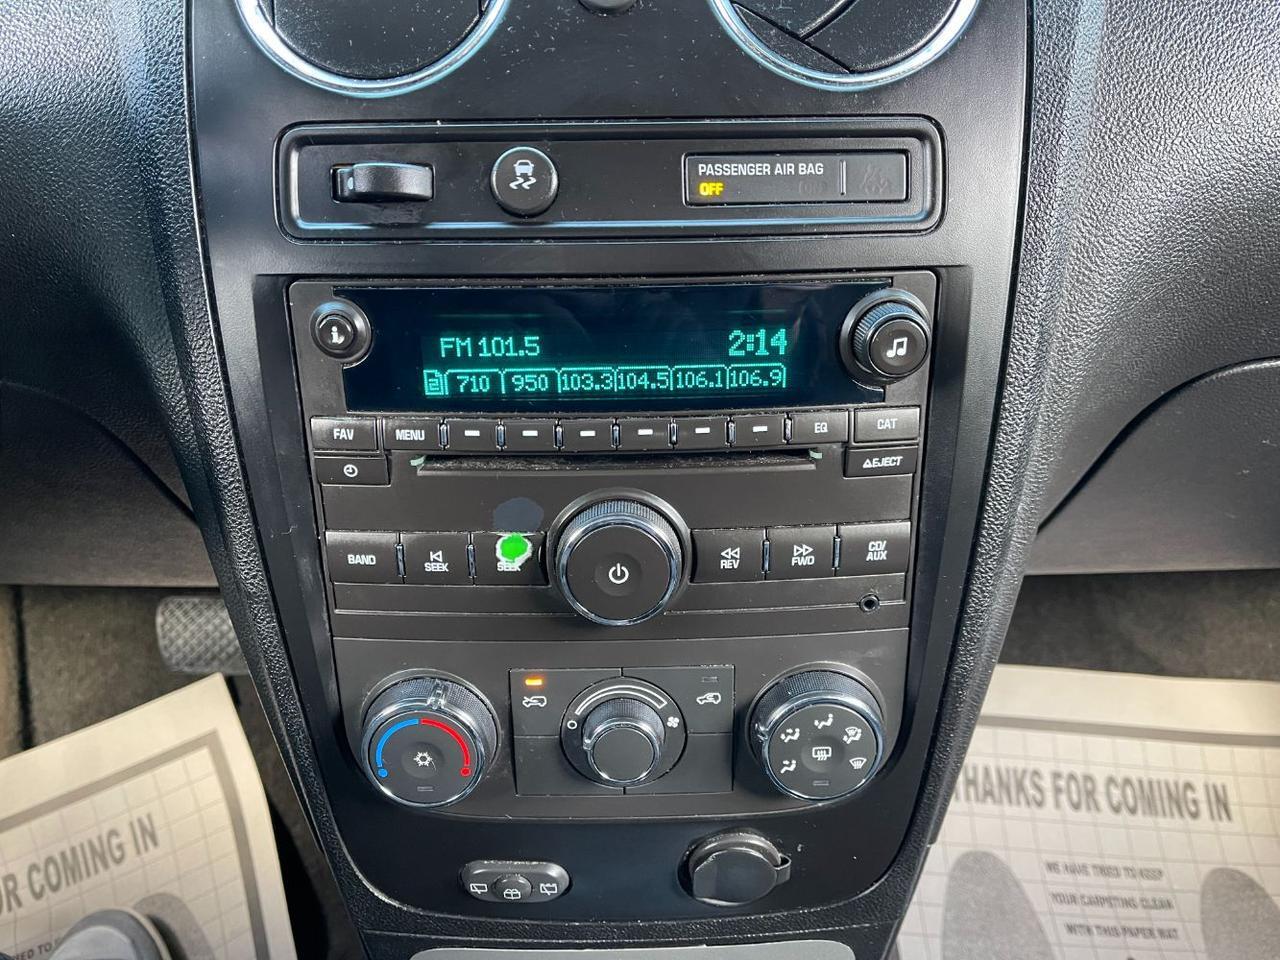 PASSENGER AIR BAG
OFF
i
FM 101.5 2:14
2 710 950 103.3 104.5 106.1 106.9
FAV MENU EQ CAT
EJECT
BAND SEEK SEEK REV FWD CD/
AUX
THANKS FOR COMING IN
WE HAVE TRIED TO KEEP
YOUR CARPETING CLEAN
WITH THIS PAPER MAT
OR COMING IN